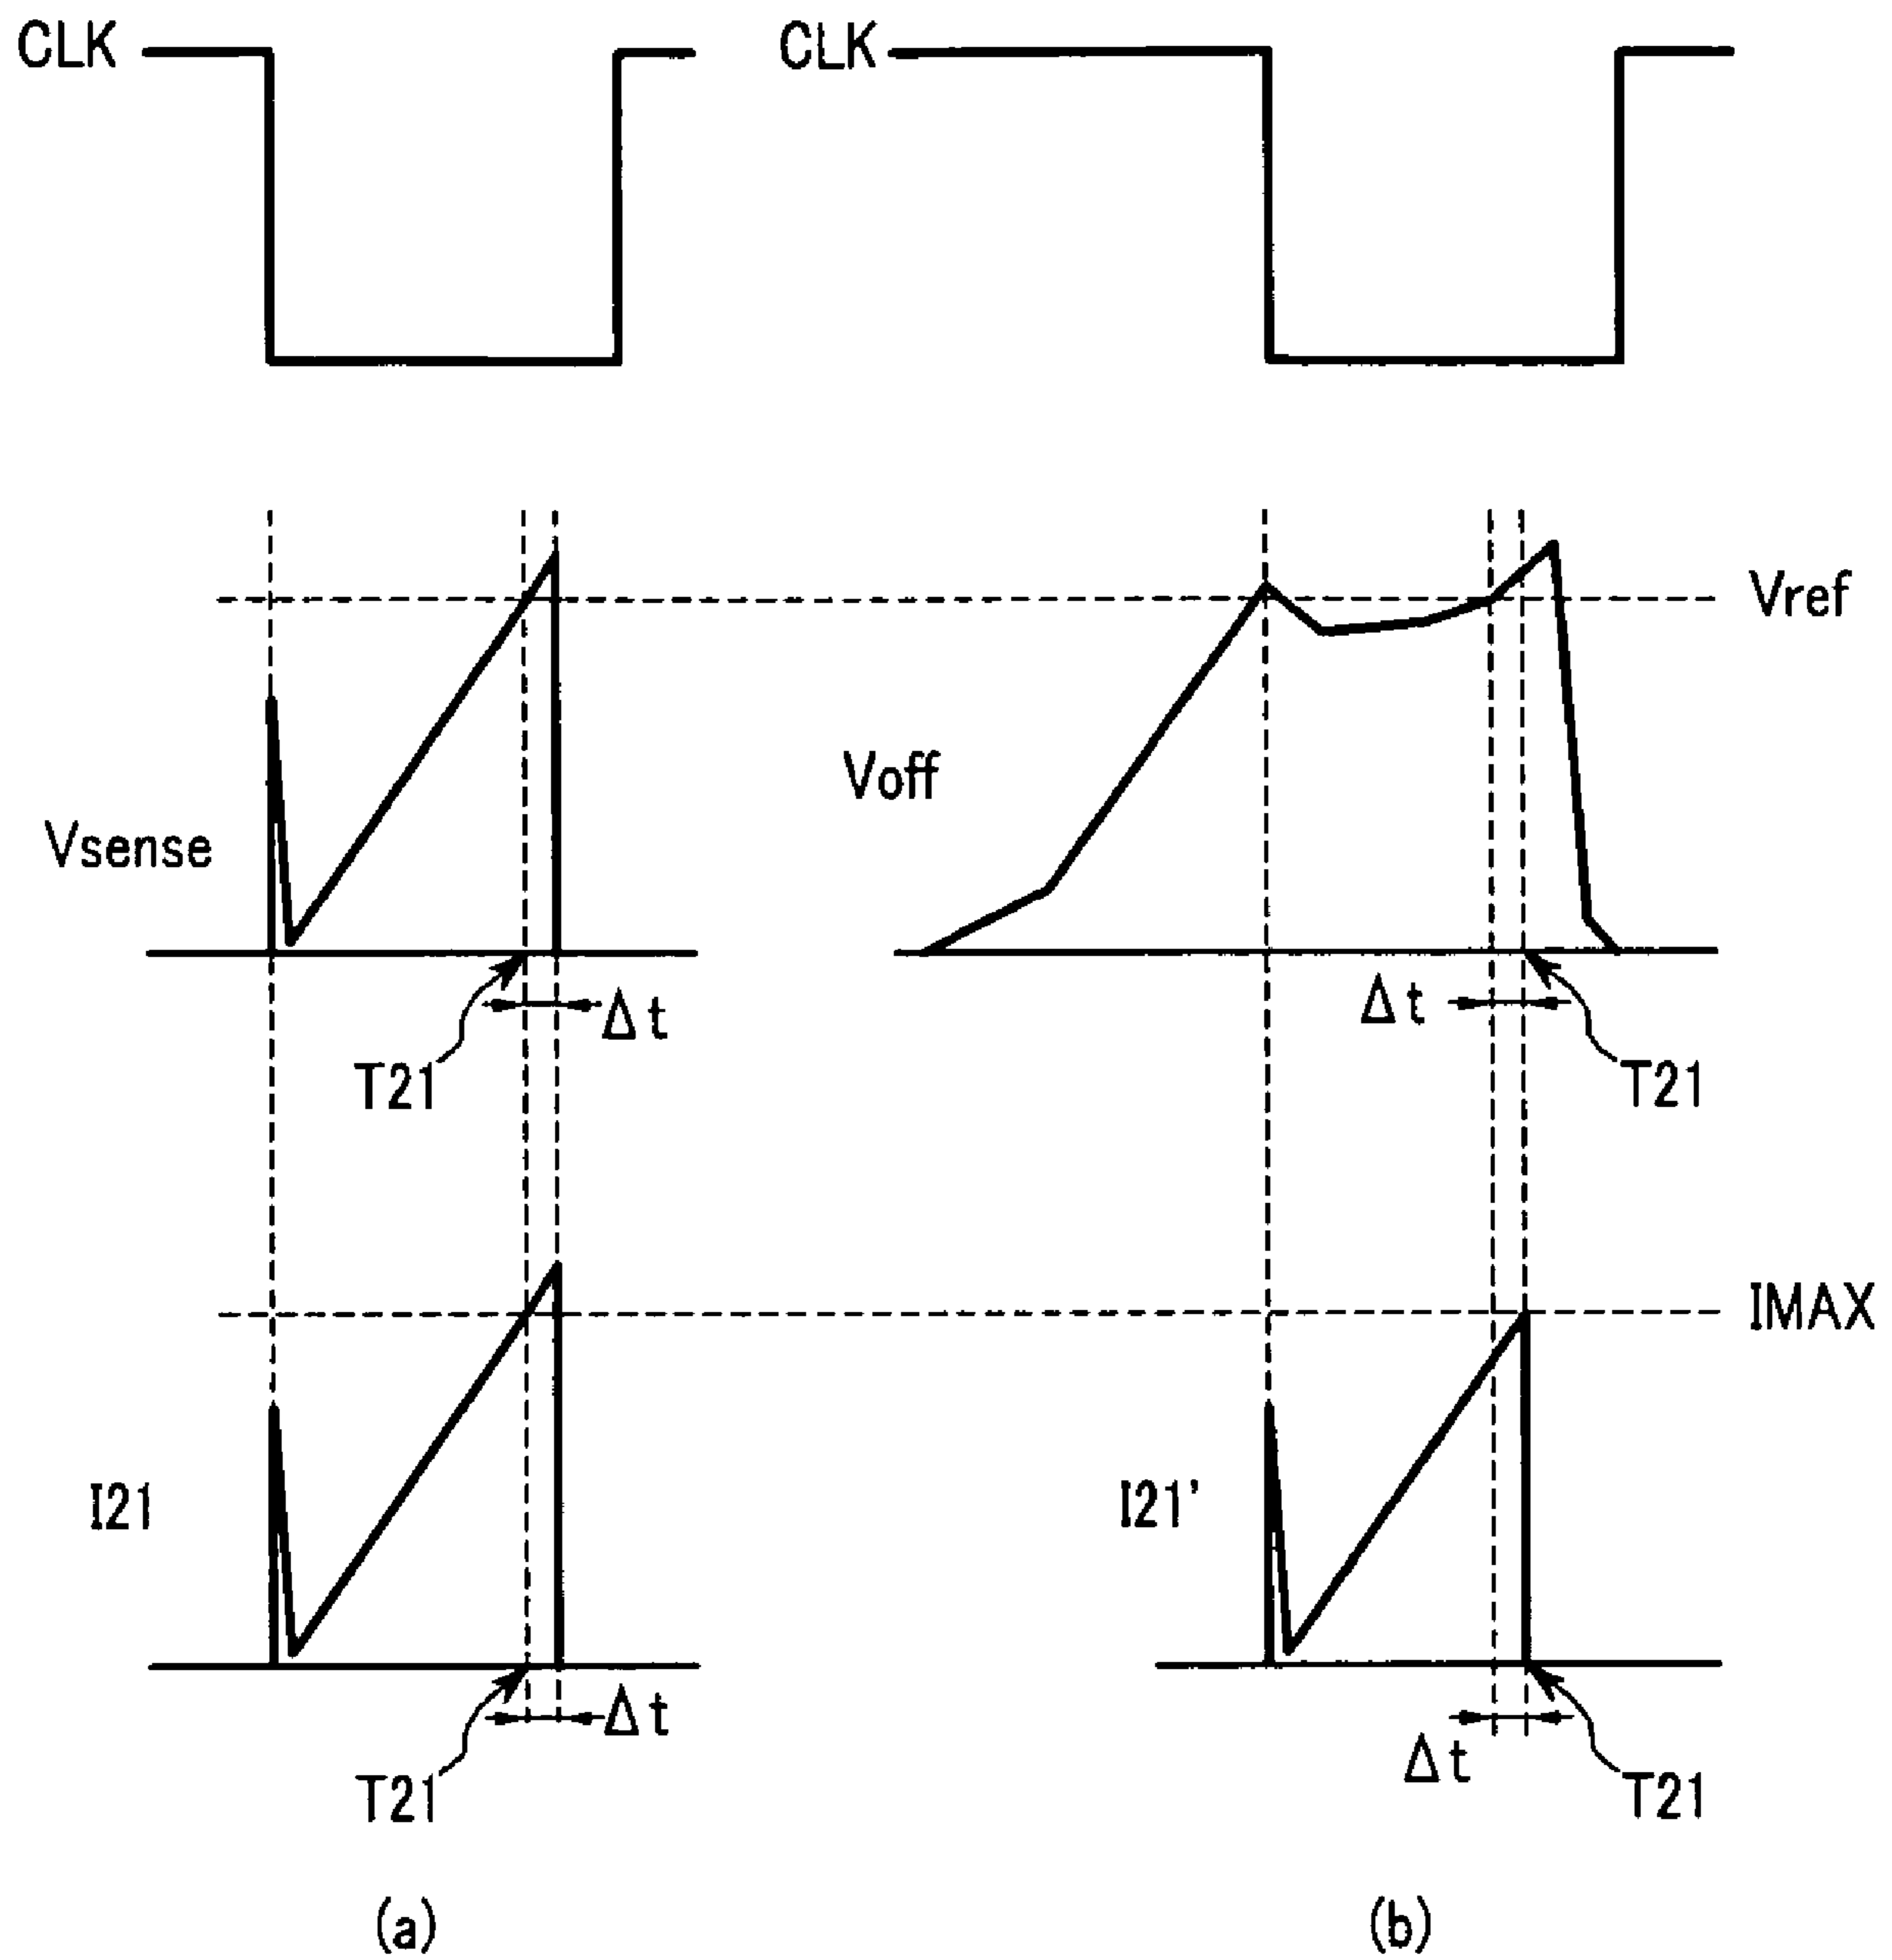 CLK
CLK
Vref
Voff
Vsense
Δt
Δt
T21
T21
IMAX
I21
I21'
Δt
Δt
T21
T21
(a)
(b)